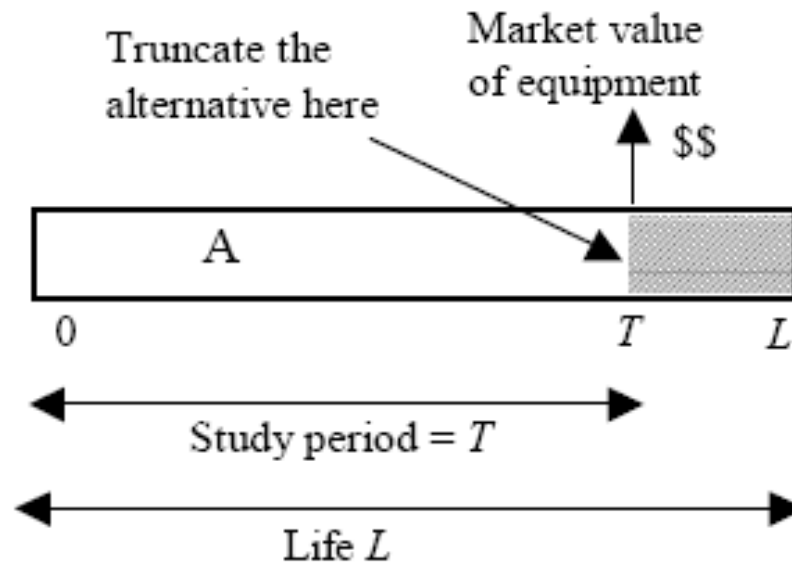 Truncate the
alternative here
Market value
of equipment
$$
A
0
T
L
Study period = T
Life L